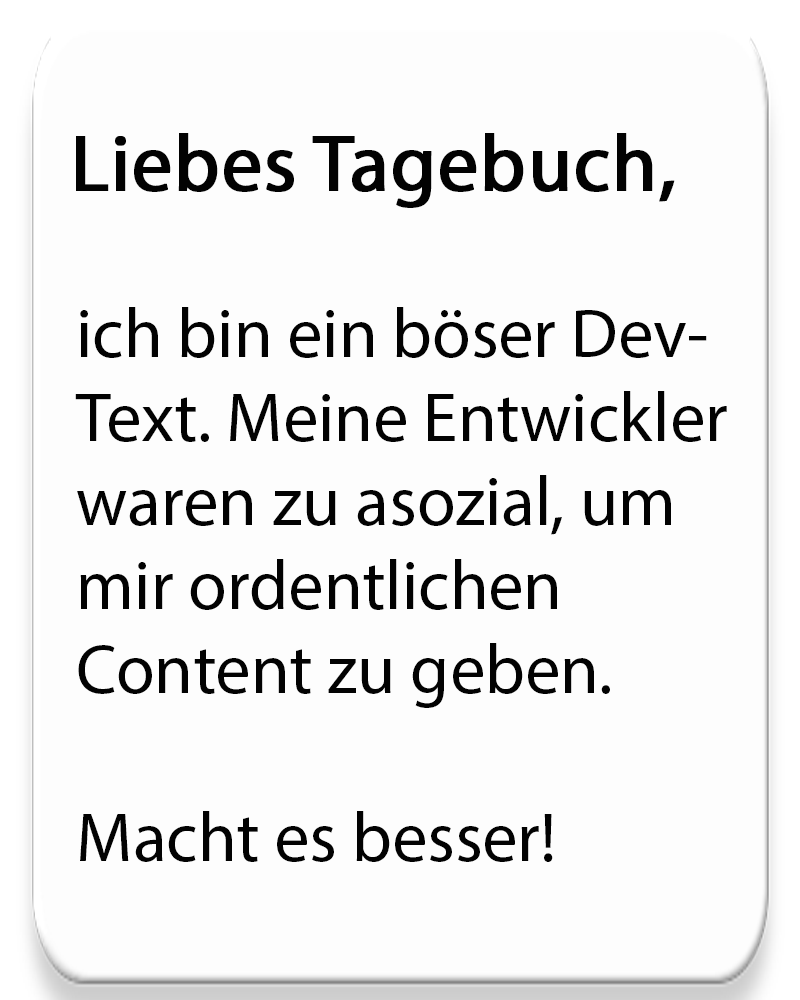 Liebes Tagebuch,
ich bin ein böser Dev-
Text. Meine Entwickler
waren zu asozial, um
mir ordentlichen
Content zu geben.
Macht es besser!